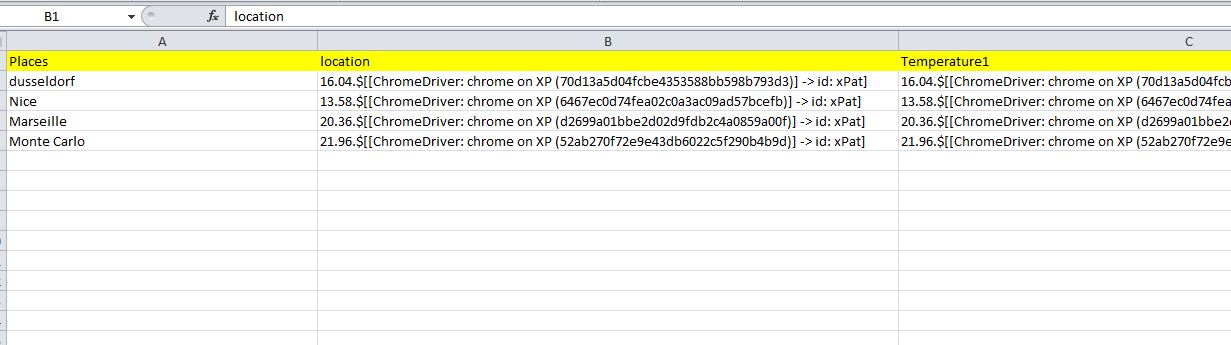 B1 fx location
A B C
Places location Temperature1
dusseldorf 16.04.$[[ChromeDriver: chrome on XP (70d13a5d04fcbe4353588bb598b793d3)] -> id: xPat] 16.04.$[[ChromeDriver: chrome on XP (70d13a5d04fcb
Nice 13.58.$[[ChromeDriver: chrome on XP (6467ec0d74fea02c0a3ac09ad57bcefb)] -> id: xPat] 13.58.$[[ChromeDriver: chrome on XP (6467ec0d74fea
Marseille 20.36.$[[ChromeDriver: chrome on XP (d2699a01bbe2d02d9fdb2c4a0859a00f)] -> id: xPat] 20.36.$[[ChromeDriver: chrome on XP (d2699a01bbe2
Monte Carlo 21.96.$[[ChromeDriver: chrome on XP (52ab270f72e9e43db6022c5f290b4b9d)] -> id: xPat] 21.96.$[[ChromeDriver: chrome on XP (52ab270f72e9e